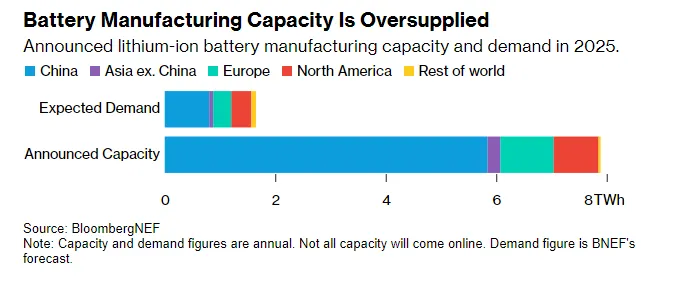 Battery Manufacturing Capacity Is Oversupplied
Announced lithium-ion battery manufacturing capacity and demand in 2025.
China Asia ex. China Europe North America Rest of world
Expected Demand
Announced Capacity
0 2 4 6 8TWh
Source: BloombergNEF
Note: Capacity and demand figures are annual. Not all capacity will come online. Demand figure is BNEF's
forecast.